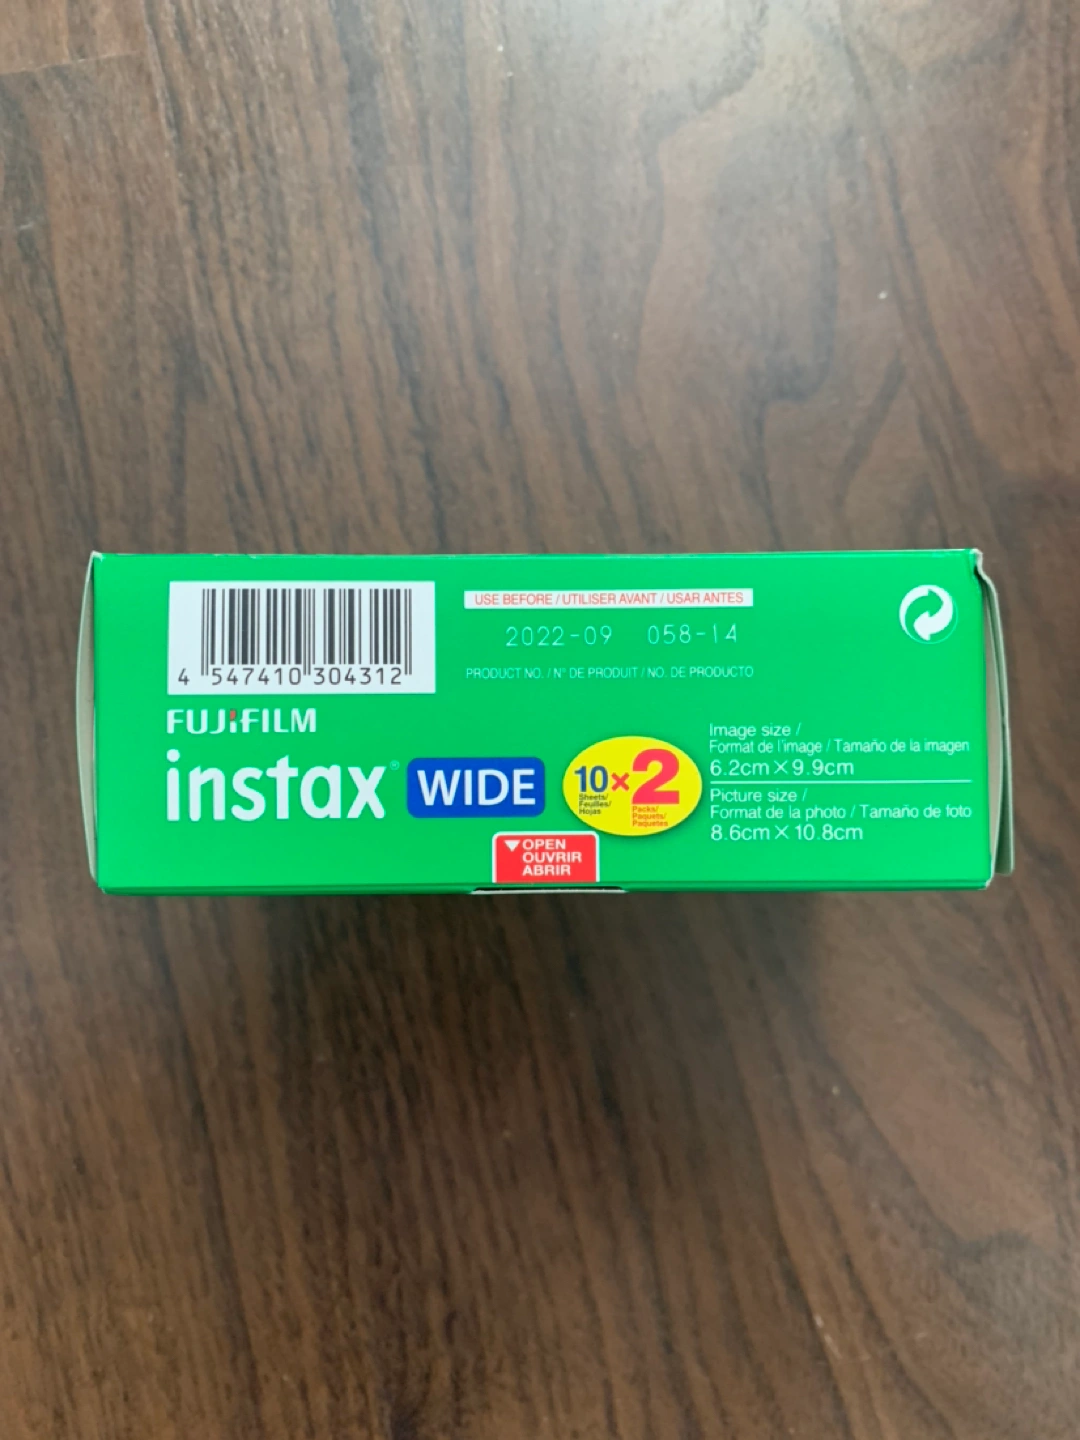 4 547410 304312
USE BEFORE / UTILISER AVANT / USAR ANTES
2022-09 058-14
PRODUCT NO. / N° DE PRODUIT / NO. DE PRODUCTO
FUJIFILM
instax® WIDE
10×2
Sheets/
Feuilles/
Hojas
Packs/
Paquets/
Paquetes
Image size /
Format de l'image / Tamaño de la imagen
6.2cm×9.9cm
Picture size /
Format de la photo / Tamaño de foto
8.6cm×10.8cm
OPEN
OUVRIR
ABRIR